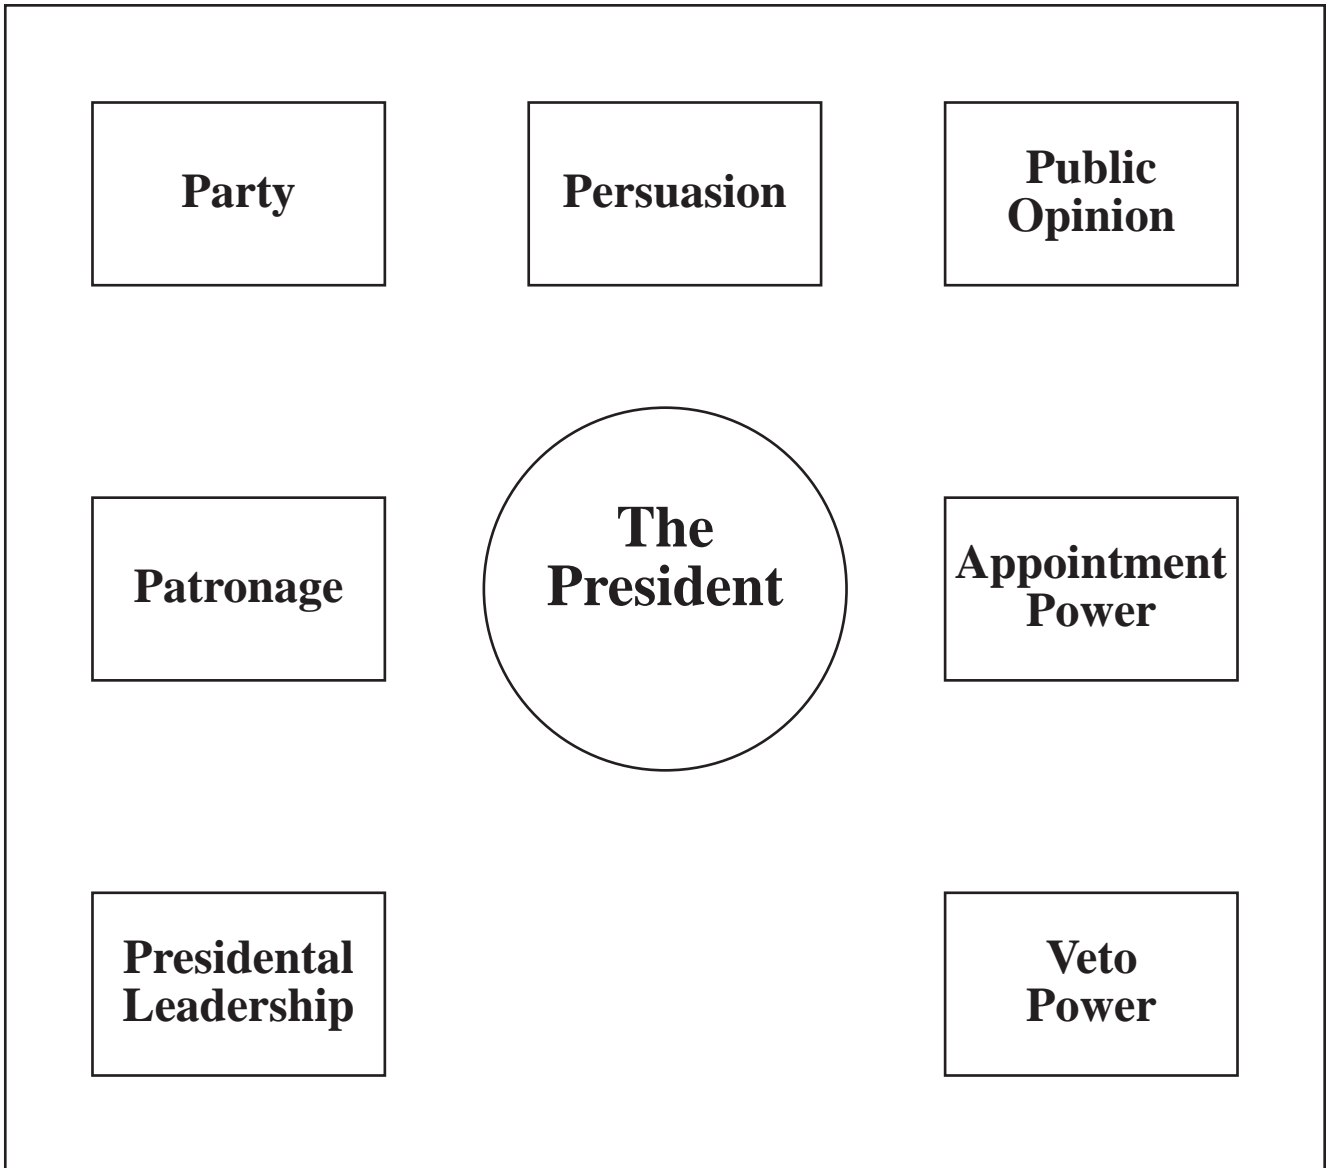 Party
Persuasion
Public
Opinion
Patronage
The
President
Appointment
Power
Presidental
Leadership
Veto
Power